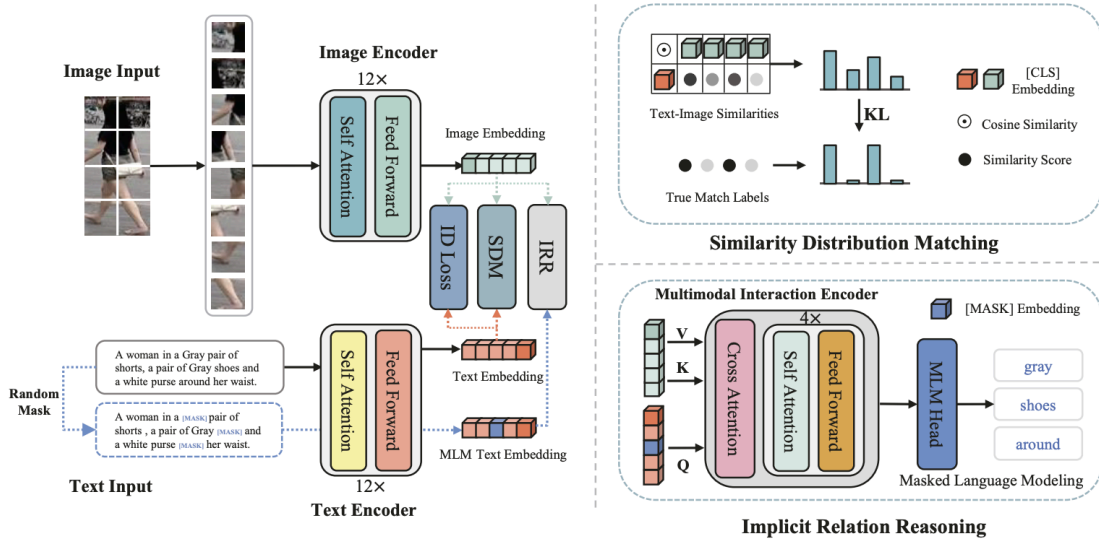 Image Input
Image Encoder
12×
Self Attention
Feed Forward
Image Embedding
ID Loss
SDM
IRR
A woman in a Gray pair of
shorts, a pair of Gray shoes and
a white purse around her waist.
Random
Mask
A woman in a [MASK] pair of
shorts , a pair of Gray [MASK] and
a white purse [MASK] her waist.
Text Input
Self Attention
Feed Forward
12×
Text Encoder
Text Embedding
MLM Text Embedding
Text-Image Similarities
KL
True Match Labels
[CLS]
Embedding
Cosine Similarity
Similarity Score
Similarity Distribution Matching
Multimodal Interaction Encoder
[MASK] Embedding
V
K
Q
Cross Attention
4×
Self Attention
Feed Forward
MLM Head
gray
shoes
around
Masked Language Modeling
Implicit Relation Reasoning